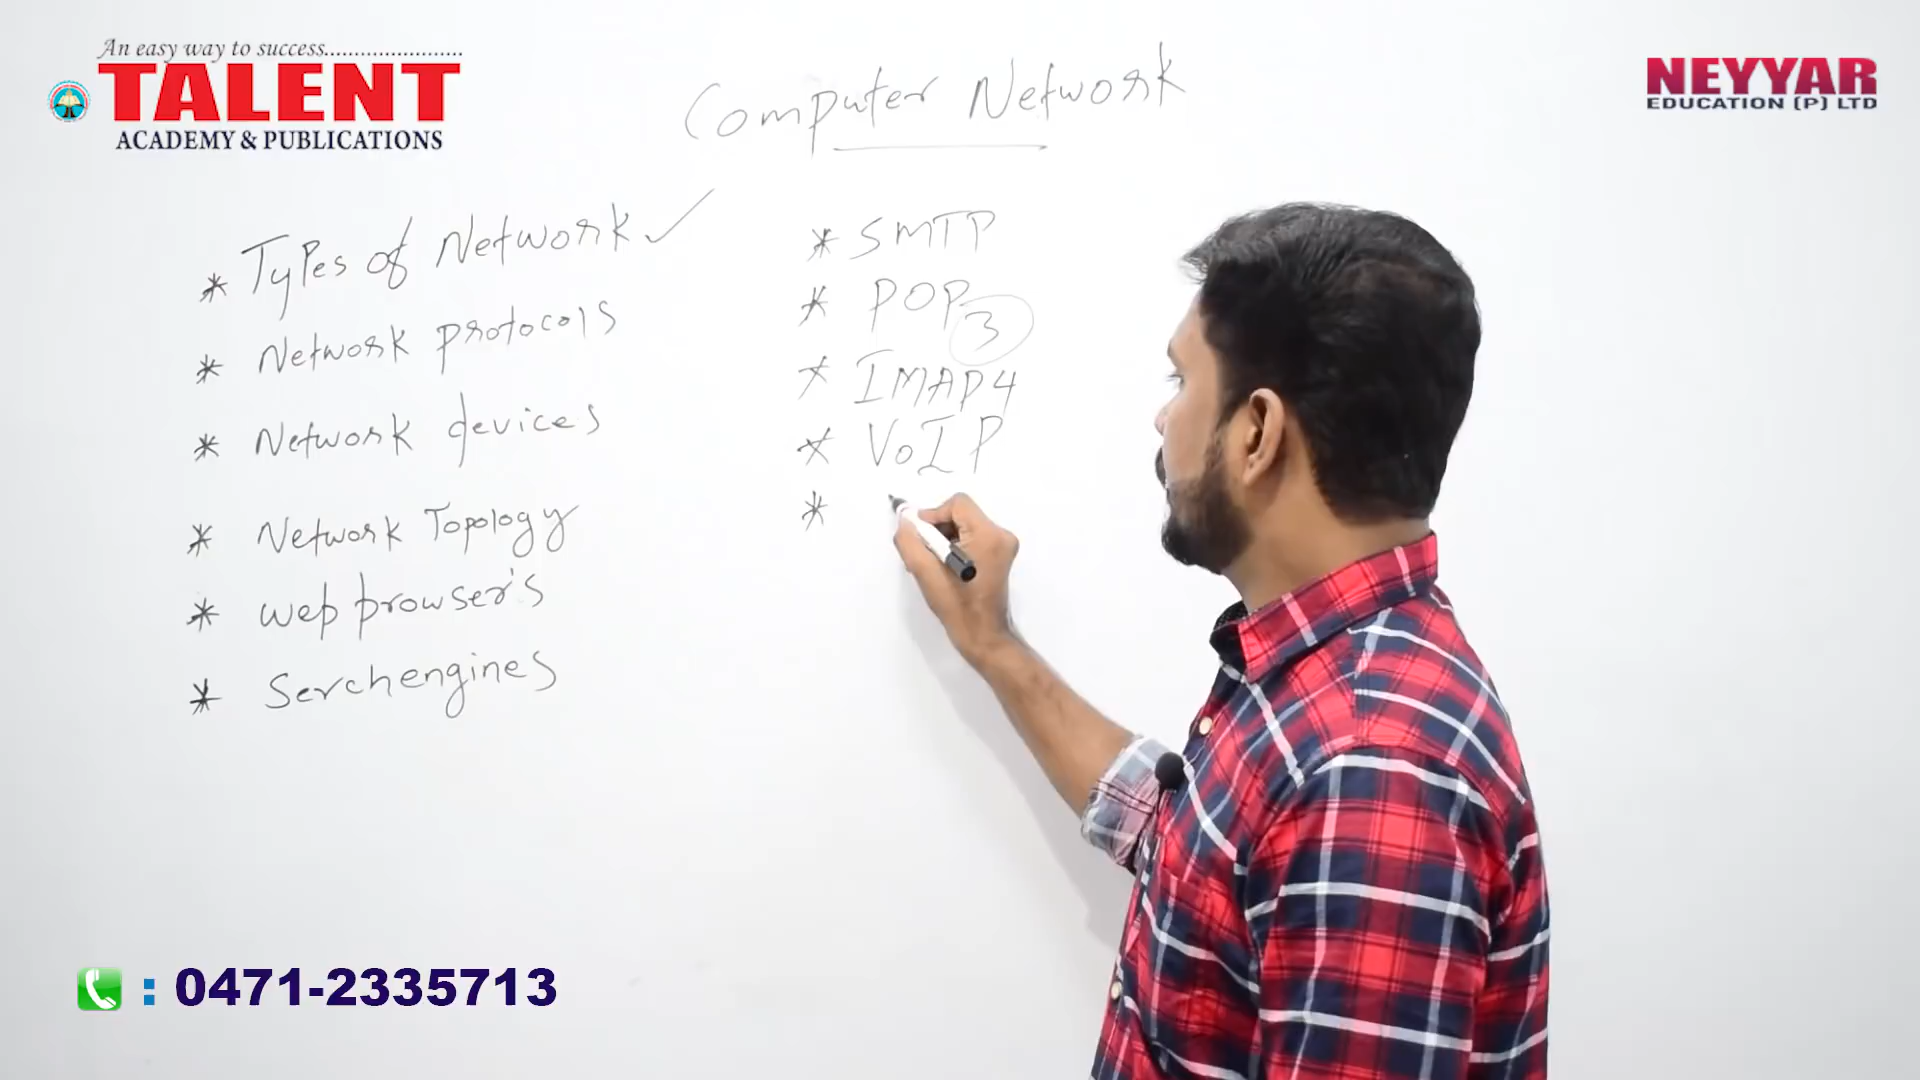 An easy way to success.......................
TALENT
ACADEMY & PUBLICATIONS
NEYYAR
EDUCATION (P) LTD
Computer Network
* Types of Network ✓
* Network protocols
* Network devices
* Network Topology
* web browser's
* Serchengines
* SMTP
* POP3
* IMAP4
* VoIP
*
: 0471-2335713